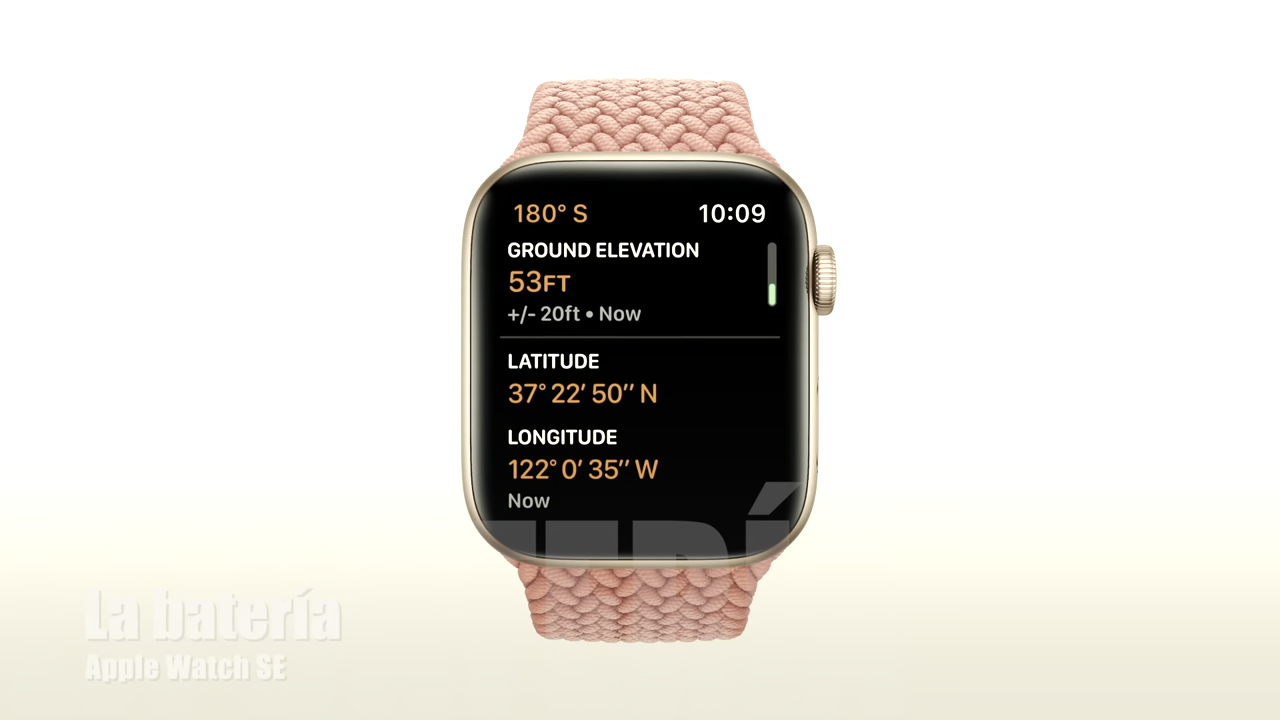 180° S
10:09
GROUND ELEVATION
53FT
+/- 20ft • Now
LATITUDE
37° 22′ 50″ N
LONGITUDE
122° 0′ 35″ W
Now
La batería
Apple Watch SE